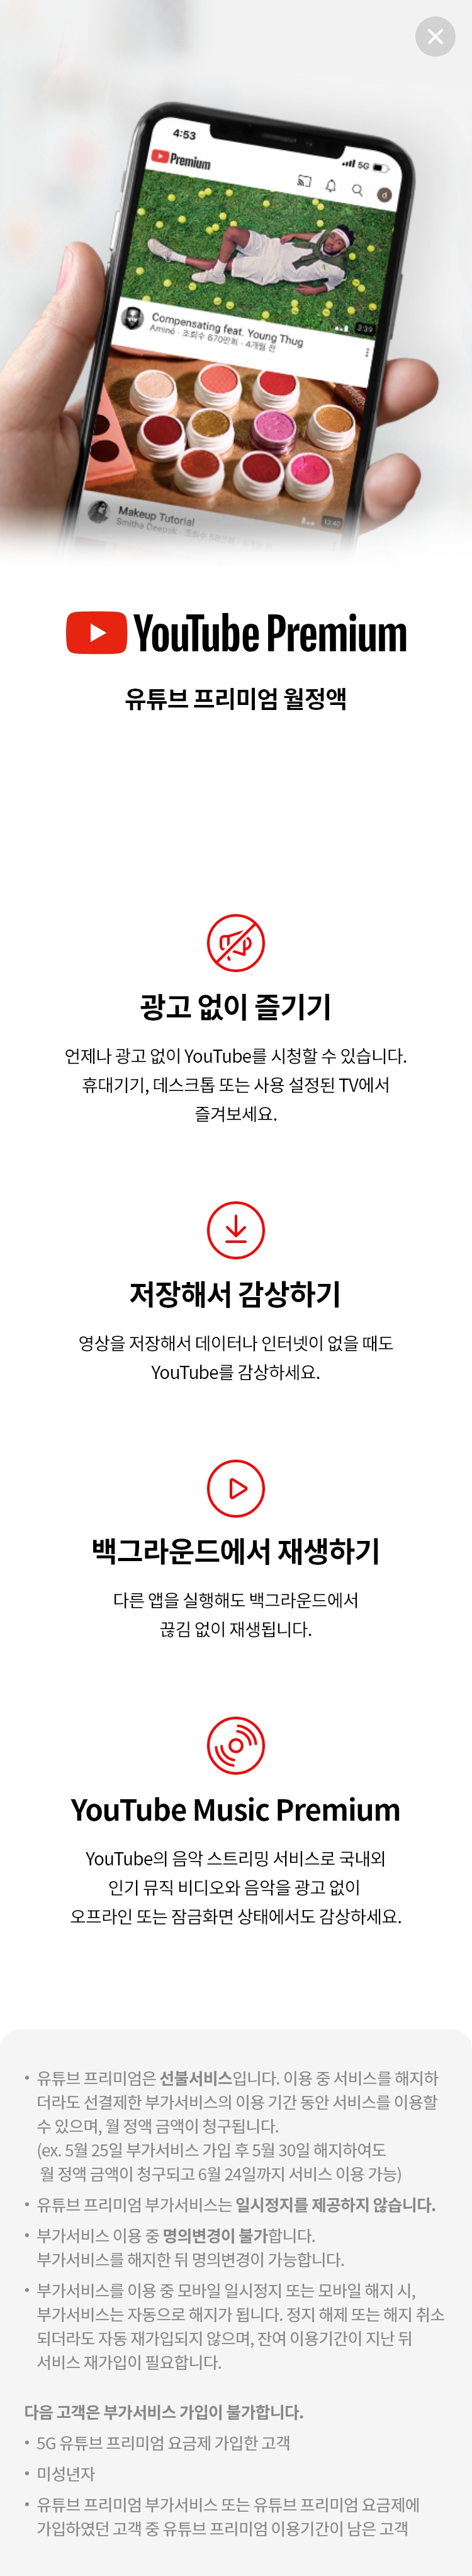 4:53
5G
Premium
d
3:39
Compensating feat. Young Thug
Aminé · 조회수 670만회 · 4개월 전
Makeup Tutorial
12:40
YouTube Premium
유튜브 프리미엄 월정액
광고 없이 즐기기
언제나 광고 없이 YouTube를 시청할 수 있습니다.
휴대기기, 데스크톱 또는 사용 설정된 TV에서
즐겨보세요.
저장해서 감상하기
영상을 저장해서 데이터나 인터넷이 없을 때도
YouTube를 감상하세요.
백그라운드에서 재생하기
다른 앱을 실행해도 백그라운드에서
끊김 없이 재생됩니다.
YouTube Music Premium
YouTube의 음악 스트리밍 서비스로 국내외
인기 뮤직 비디오와 음악을 광고 없이
오프라인 또는 잠금화면 상태에서도 감상하세요.
• 유튜브 프리미엄은 선불서비스입니다. 이용 중 서비스를 해지하
더라도 선결제한 부가서비스의 이용 기간 동안 서비스를 이용할
수 있으며, 월 정액 금액이 청구됩니다.
(ex. 5월 25일 부가서비스 가입 후 5월 30일 해지하여도
월 정액 금액이 청구되고 6월 24일까지 서비스 이용 가능)
• 유튜브 프리미엄 부가서비스는 일시정지를 제공하지 않습니다.
• 부가서비스 이용 중 명의변경이 불가합니다.
부가서비스를 해지한 뒤 명의변경이 가능합니다.
• 부가서비스를 이용 중 모바일 일시정지 또는 모바일 해지 시,
부가서비스는 자동으로 해지가 됩니다. 정지 해제 또는 해지 취소
되더라도 자동 재가입되지 않으며, 잔여 이용기간이 지난 뒤
서비스 재가입이 필요합니다.
다음 고객은 부가서비스 가입이 불가합니다.
• 5G 유튜브 프리미엄 요금제 가입한 고객
• 미성년자
• 유튜브 프리미엄 부가서비스 또는 유튜브 프리미엄 요금제에
가입하였던 고객 중 유튜브 프리미엄 이용기간이 남은 고객